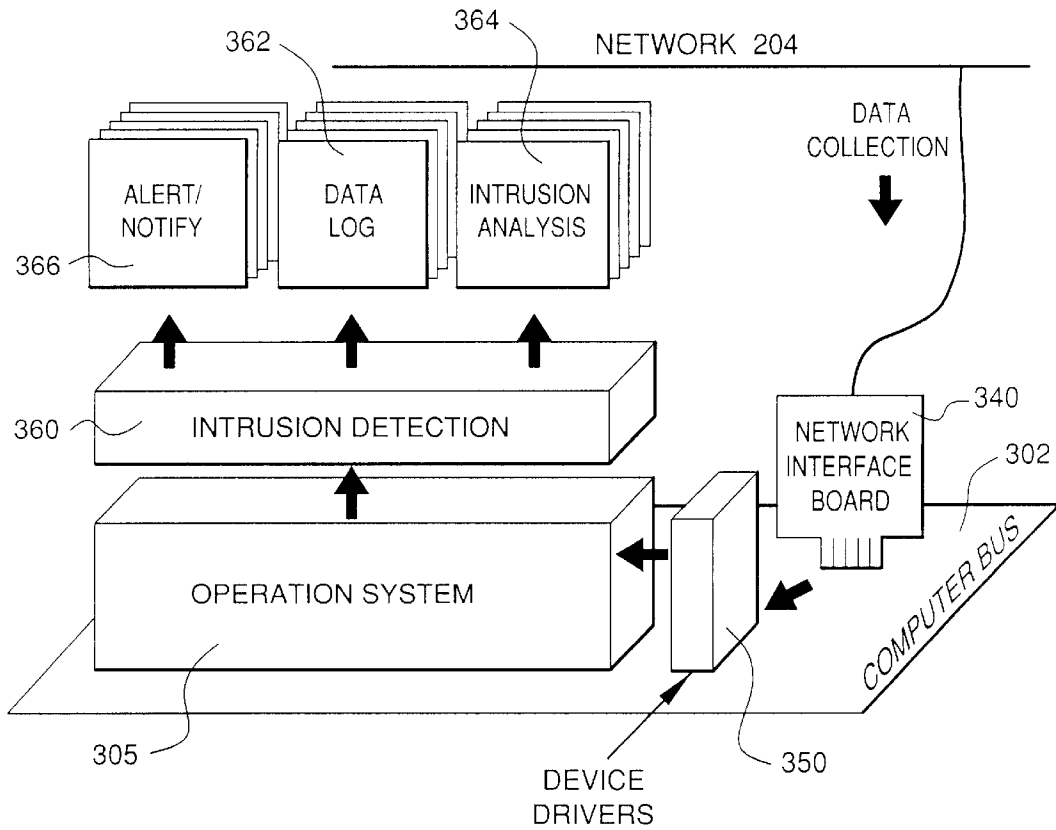 364
362
NETWORK 204
DATA
COLLECTION
ALERT/
NOTIFY
366
DATA
LOG
INTRUSION
ANALYSIS
360
INTRUSION DETECTION
340
NETWORK
INTERFACE
BOARD
302
OPERATION SYSTEM
COMPUTER BUS
305
350
DEVICE
DRIVERS